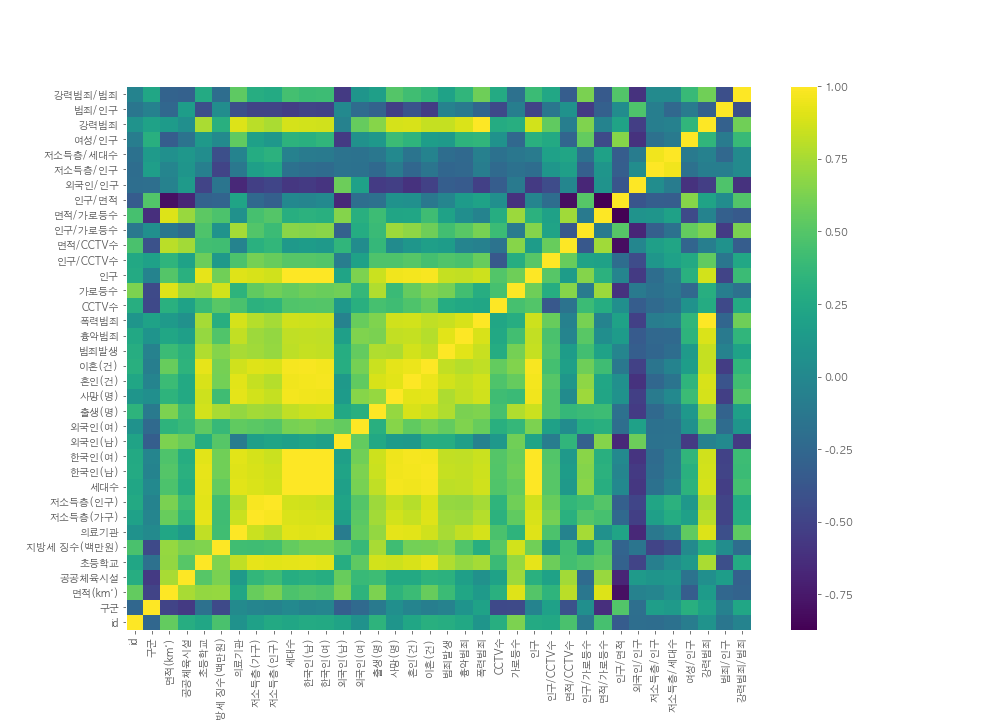 강력범죄/범죄
범죄/인구
강력범죄
여성/인구
저소득층/세대수
저소득층/인구
외국인/인구
인구/면적
면적/가로등수
인구/가로등수
면적/CCTV수
인구/CCTV수
인구
가로등수
CCTV수
폭력범죄
흉악범죄
범죄발생
이혼(건)
혼인(건)
사망(명)
출생(명)
외국인(여)
외국인(남)
한국인(여)
한국인(남)
세대수
저소득층(인구)
저소득층(가구)
의료기관
지방세 징수(백만원)
초등학교
공공체육시설
면적(km²)
구군
id
id
구군
면적(km²)
공공체육시설
초등학교
방세 징수(백만원)
의료기관
저소득층(가구)
저소득층(인구)
세대수
한국인(남)
한국인(여)
외국인(남)
외국인(여)
출생(명)
사망(명)
혼인(건)
이혼(건)
범죄발생
흉악범죄
폭력범죄
CCTV수
가로등수
인구
인구/CCTV수
면적/CCTV수
인구/가로등수
면적/가로등수
인구/면적
외국인/인구
저소득층/인구
저소득층/세대수
여성/인구
강력범죄
범죄/인구
강력범죄/범죄
1.00
0.75
0.50
0.25
0.00
-0.25
-0.50
-0.75